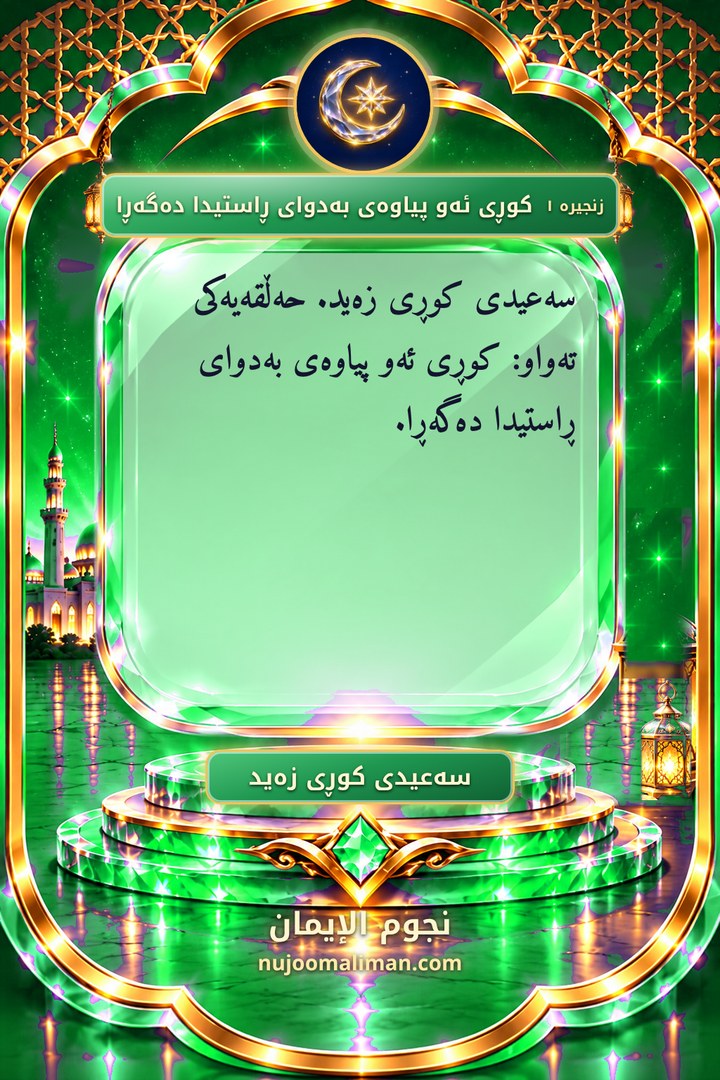 زنجیرە ١ کوڕی ئەو پیاوەی بەدوای ڕاستیدا دەگەڕا
سەعیدی کوڕی زەید. حەڵقەیەکی
تەواو: کوڕی ئەو پیاوەی بەدوای
ڕاستیدا دەگەڕا.
سەعیدی کوڕی زەید
نجوم الإيمان
nujoomaliman.com